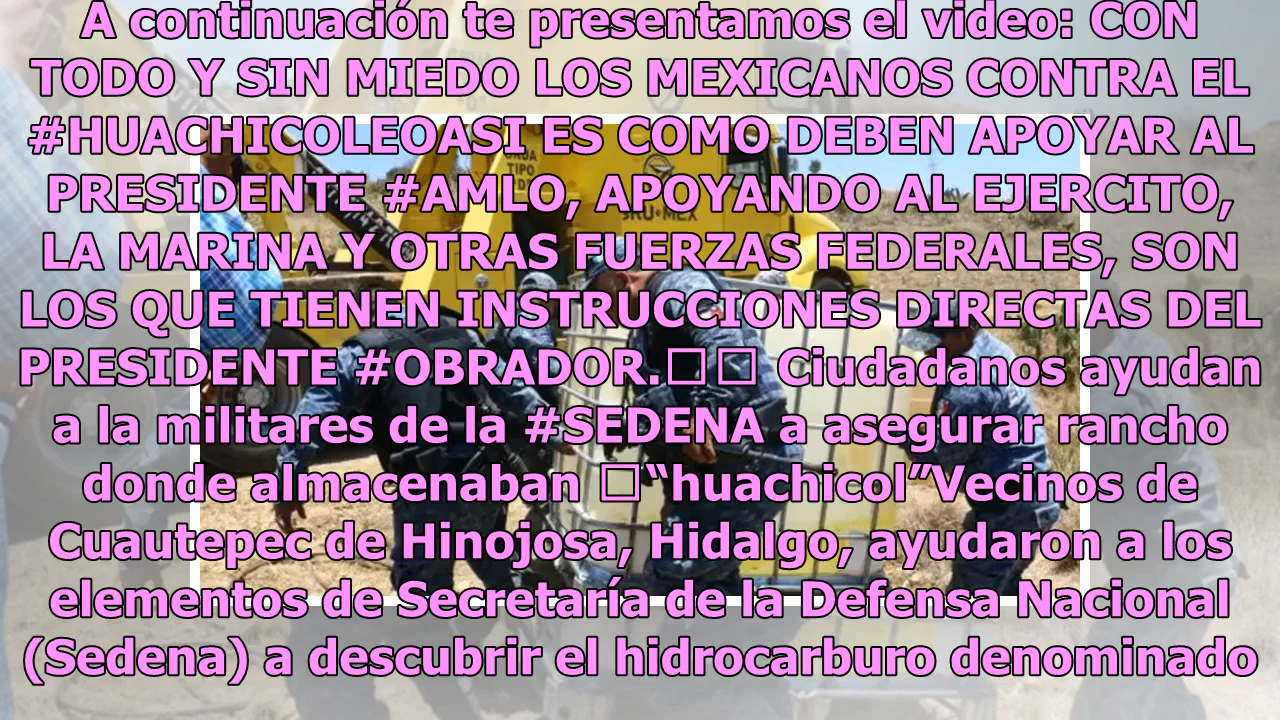 A continuación te presentamos el video: CON
TODO Y SIN MIEDO LOS MEXICANOS CONTRA EL
#HUACHICOLEOASI ES COMO DEBEN APOYAR AL
PRESIDENTE #AMLO, APOYANDO AL EJERCITO,
LA MARINA Y OTRAS FUERZAS FEDERALES, SON
LOS QUE TIENEN INSTRUCCIONES DIRECTAS DEL
PRESIDENTE #OBRADOR.□□ Ciudadanos ayudan
a la militares de la #SEDENA a asegurar rancho
donde almacenaban □“huachicol”Vecinos de
Cuautepec de Hinojosa, Hidalgo, ayudaron a los
elementos de Secretaría de la Defensa Nacional
(Sedena) a descubrir el hidrocarburo denominado
TIPO